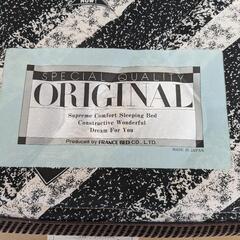 SPECIAL QUALITY
ORIGINAL
Supreme Comfort Sleeping Bed
Constructive Wonderful
Dream For You
Produced by FRANCE BED CO., LTD.
MADE IN JAPAN